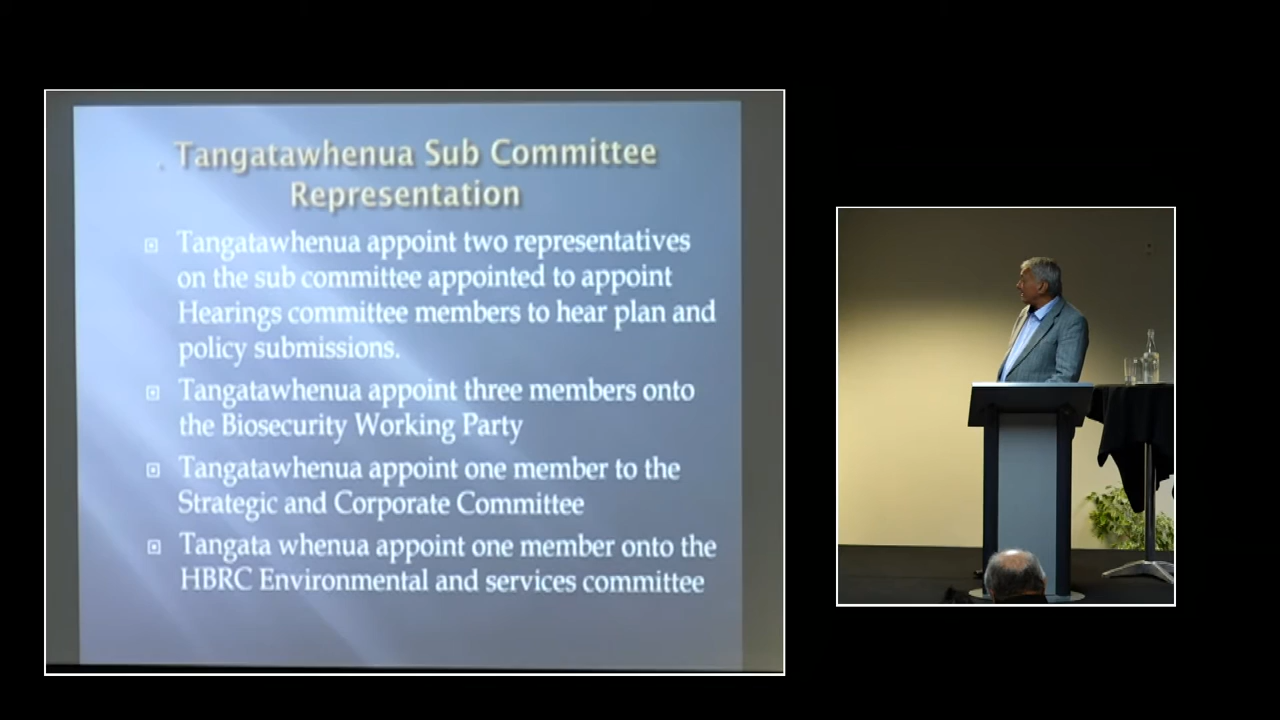 Tangatawhenua Sub Committee
Representation
Tangatawhenua appoint two representatives
on the sub committee appointed to appoint
Hearings committee members to hear plan and
policy submissions.
Tangatawhenua appoint three members onto
the Biosecurity Working Party
Tangatawhenua appoint one member to the
Strategic and Corporate Committee
Tangata whenua appoint one member onto the
HBRC Environmental and services committee